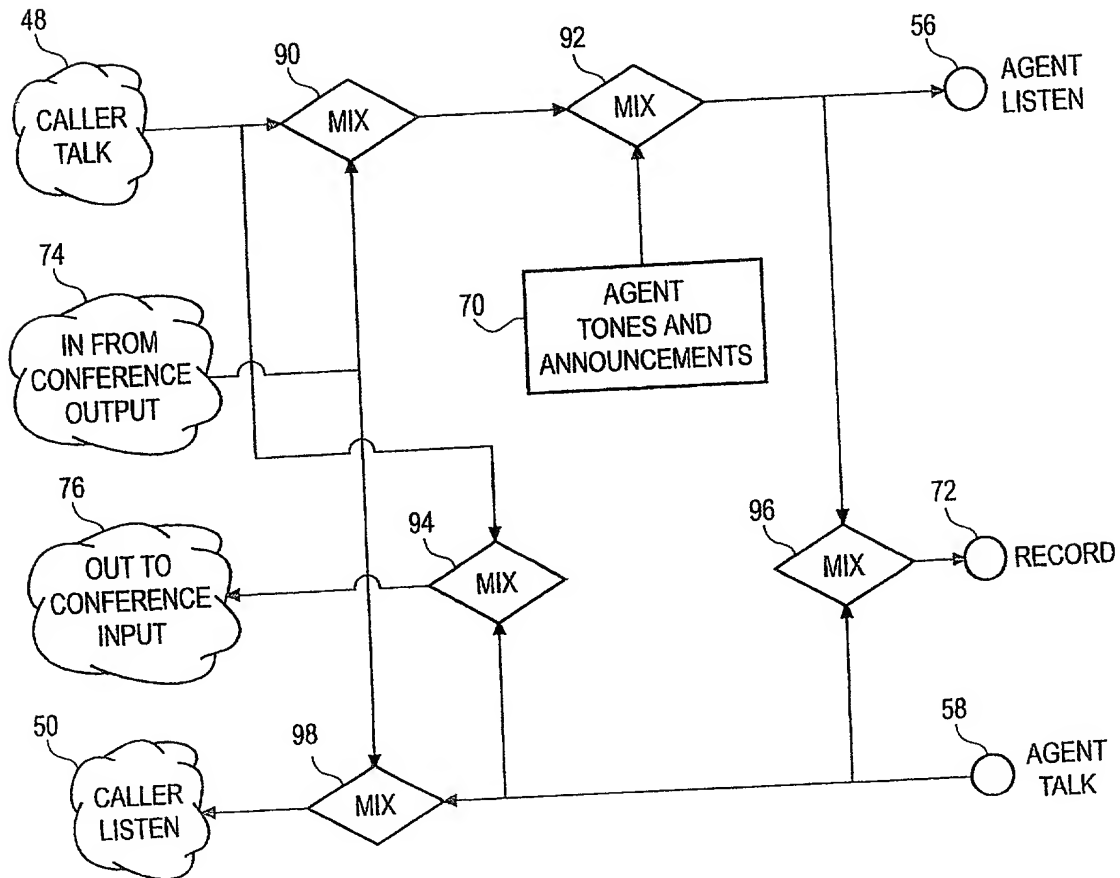 48
CALLER
TALK
90
MIX
92
MIX
56
AGENT
LISTEN
74
IN FROM
CONFERENCE
OUTPUT
70
AGENT
TONES AND
ANNOUNCEMENTS
76
OUT TO
CONFERENCE
INPUT
94
MIX
96
MIX
72
RECORD
50
CALLER
LISTEN
98
MIX
58
AGENT
TALK